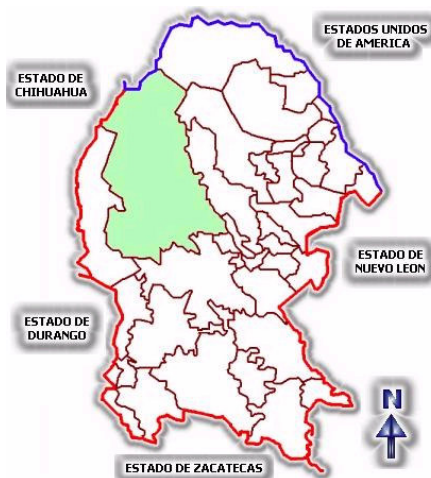 ESTADOS UNIDOS
DE AMERICA
ESTADO DE
CHIHUAHUA
ESTADO DE
NUEVO LEON
ESTADO DE
DURANGO
N
ESTADO DE ZACATECAS